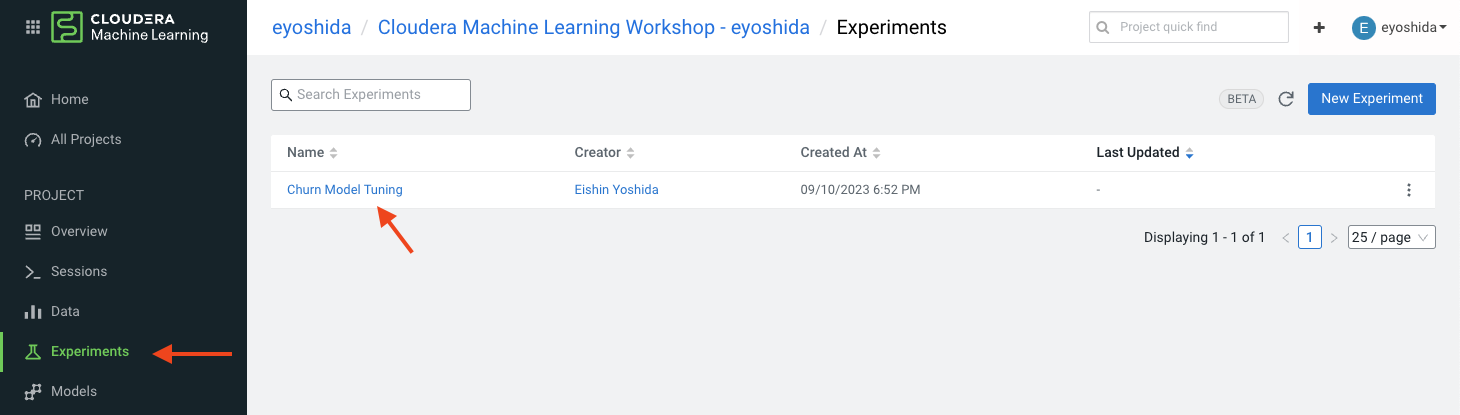 CLOUDERA
Machine Learning
Home
All Projects
PROJECT
Overview
Sessions
Data
Experiments
Models
eyoshida / Cloudera Machine Learning Workshop - eyoshida / Experiments
Project quick find
+
E eyoshida
Search Experiments
BETA
New Experiment
Name Creator Created At Last Updated
Churn Model Tuning Eishin Yoshida 09/10/2023 6:52 PM -
Displaying 1 - 1 of 1 < 1 > 25 / page